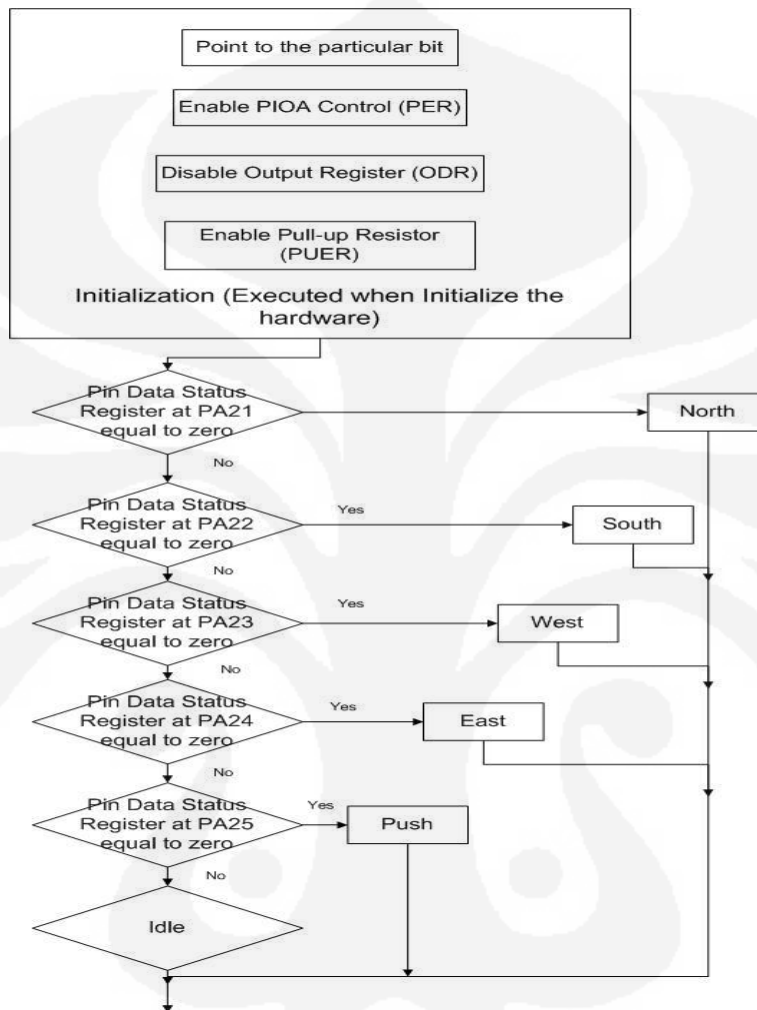 Point to the particular bit
Enable PIOA Control (PER)
Disable Output Register (ODR)
Enable Pull-up Resistor
(PUER)
Initialization (Executed when Initialize the
hardware)
Pin Data Status
Register at PA21
equal to zero
North
No
Pin Data Status
Register at PA22
equal to zero
Yes
South
No
Pin Data Status
Register at PA23
equal to zero
Yes
West
No
Pin Data Status
Register at PA24
equal to zero
Yes
East
No
Pin Data Status
Register at PA25
equal to zero
Yes
Push
No
Idle